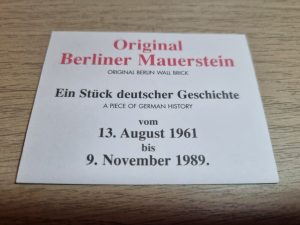 Original
Berliner Mauerstein
ORIGINAL BERLIN WALL BRICK
Ein Stück deutscher Geschichte
A PIECE OF GERMAN HISTORY
vom
13. August 1961
bis
9. November 1989.